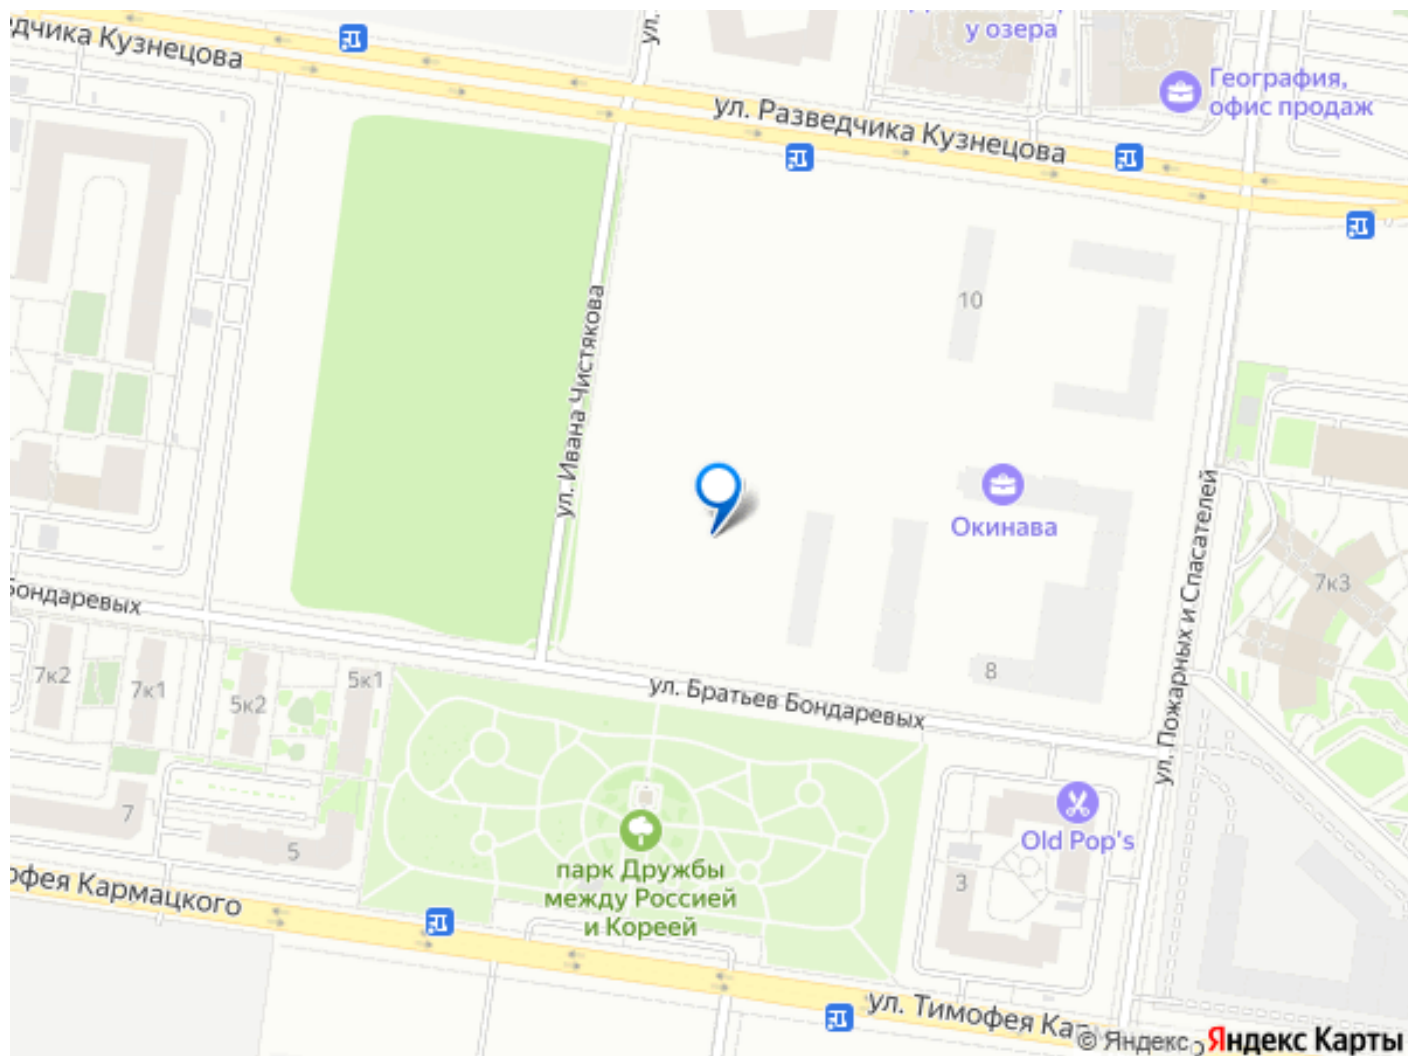 у озера
дчика Кузнецова
ул.
География,
офис продаж
ул. Разведчика Кузнецова
10
ул. Ивана Чистякова
Окинава
7к3
ул. Пожарных и Спасателей
Бондаревых
7к2
7к1
5к2
5к1
8
ул. Братьев Бондаревых
7
5
Old Pop's
3
парк Дружбы
между Россией
и Кореей
офея Кармацкого
ул. Тимофея Ка
© Яндекс
Яндекс Карты